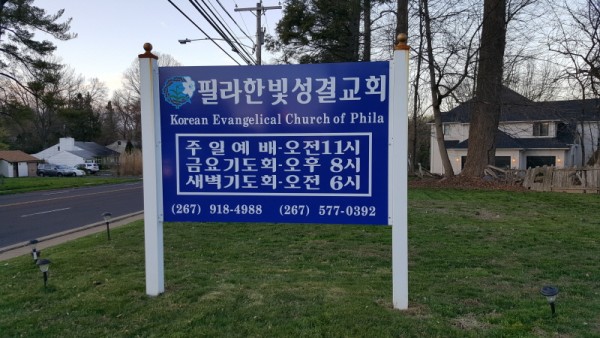 필라한빛성결교회
Korean Evangelical Church of Phila
주일예배-오전11시
금요기도회-오후 8시
새벽기도회-오전 6시
(267) 918-4988 (267) 577-0392